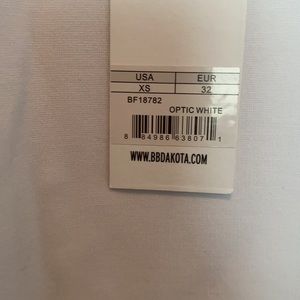 USA EUR
XS 32
BF18782
OPTIC WHITE
8 84986 63807 1
WWW.BBDAKOTA.COM